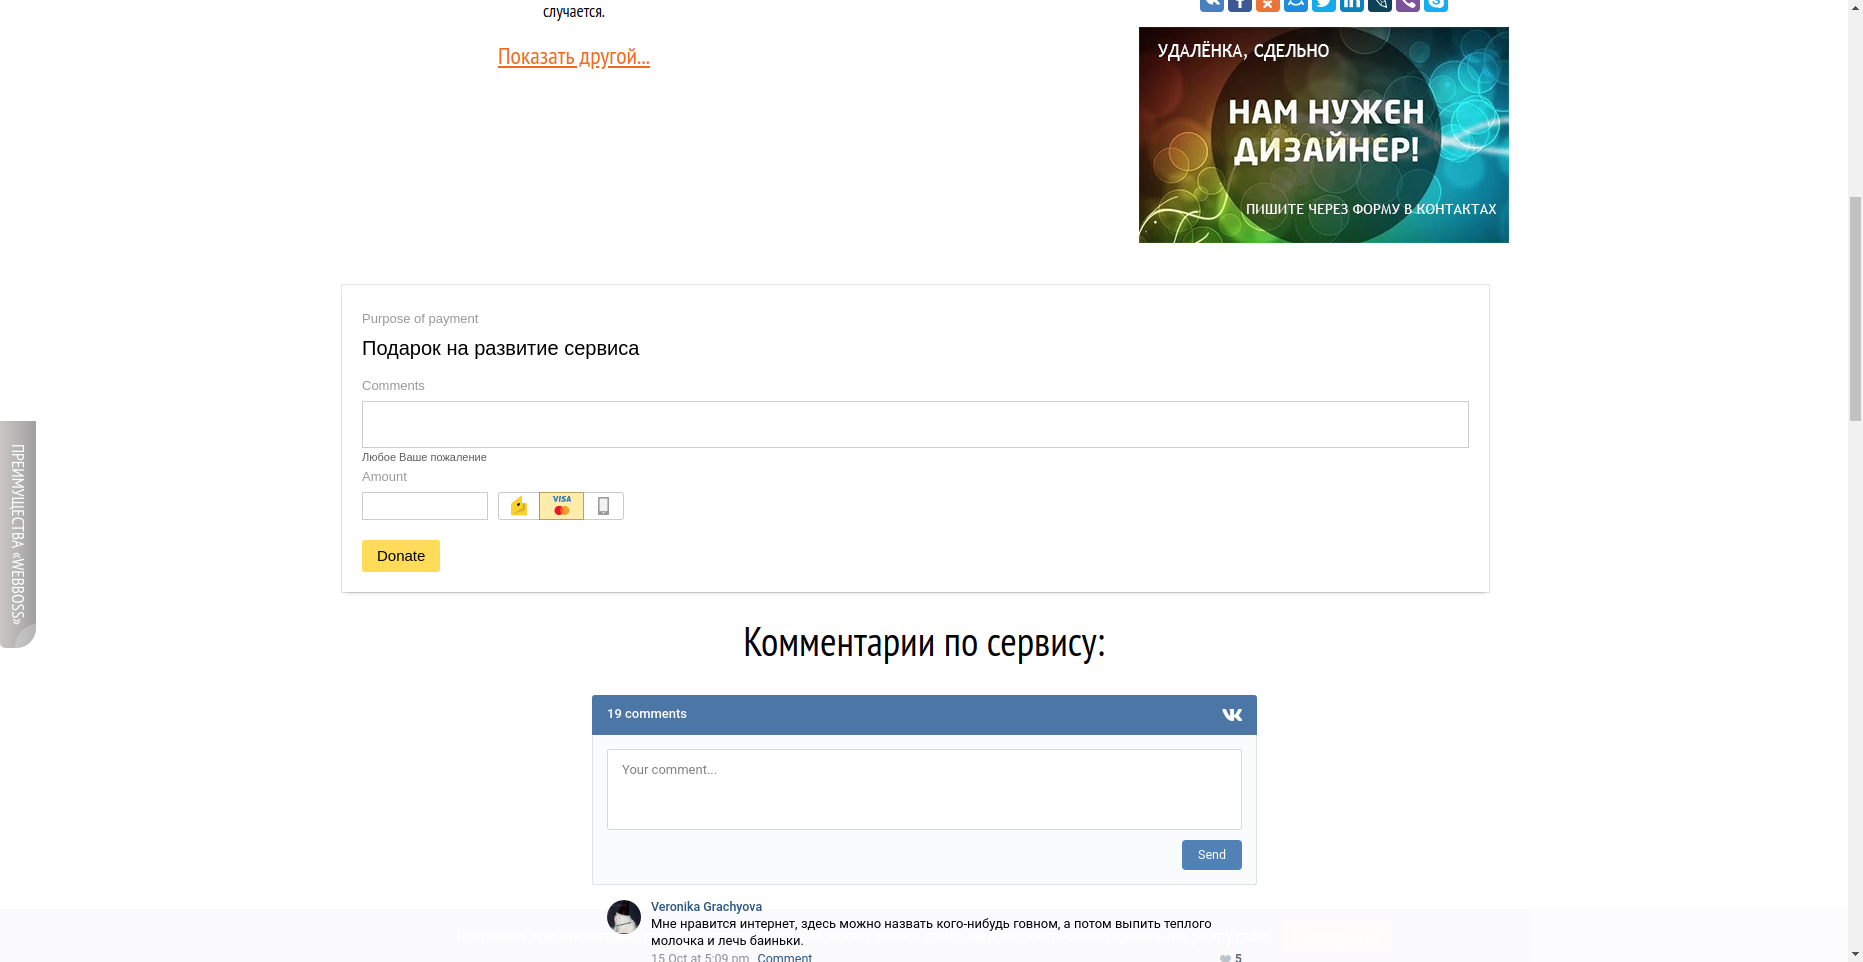 случается.
Показать другой...
УДАЛЁНКА, СДЕЛЬНО
НАМ НУЖЕН
ДИЗАЙНЕР!
ПИШИТЕ ЧЕРЕЗ ФОРМУ В КОНТАКТАХ
Purpose of payment
Подарок на развитие сервиса
Comments
Любое Ваше пожаление
Amount
VISA
Donate
ПРЕИМУЩЕСТВА «WEBBOSS»
Комментарии по сервису:
19 comments
Your comment...
Send
Veronika Grachyova
Мне нравится интернет, здесь можно назвать кого-нибудь говном, а потом выпить теплого
молочка и лечь баиньки.
15 Oct at 5:09 pm Comment
5